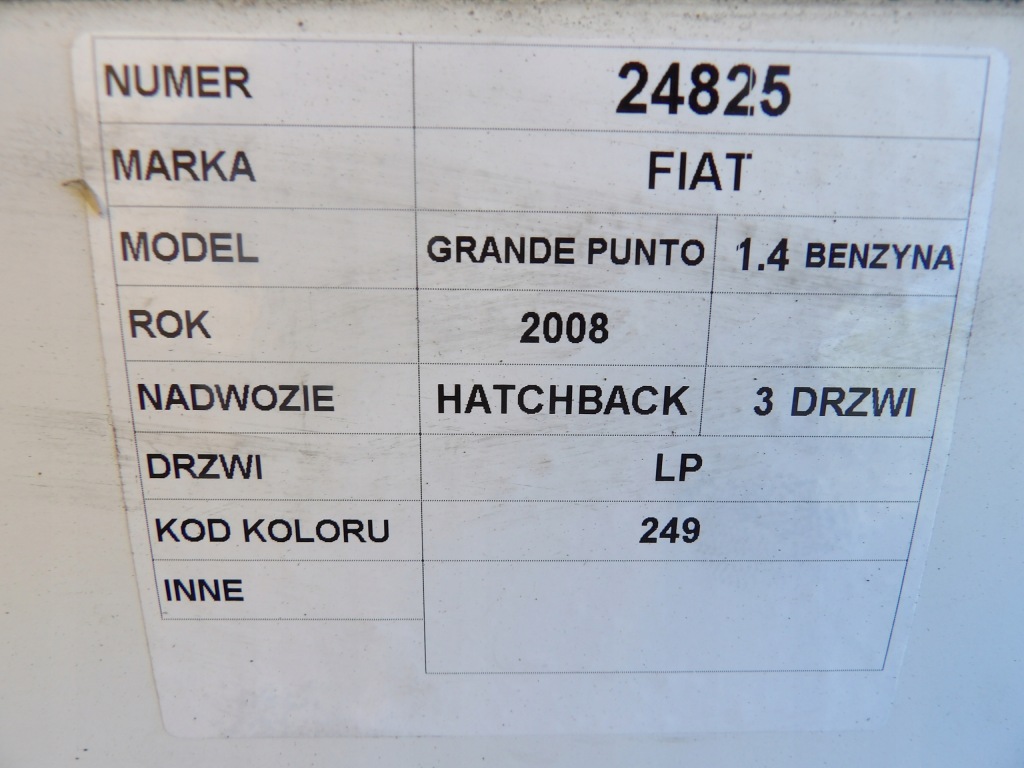 NUMER 24825
MARKA FIAT
MODEL GRANDE PUNTO 1.4 BENZYNA
ROK 2008
NADWOZIE HATCHBACK 3 DRZWI
DRZWI LP
KOD KOLORU 249
INNE